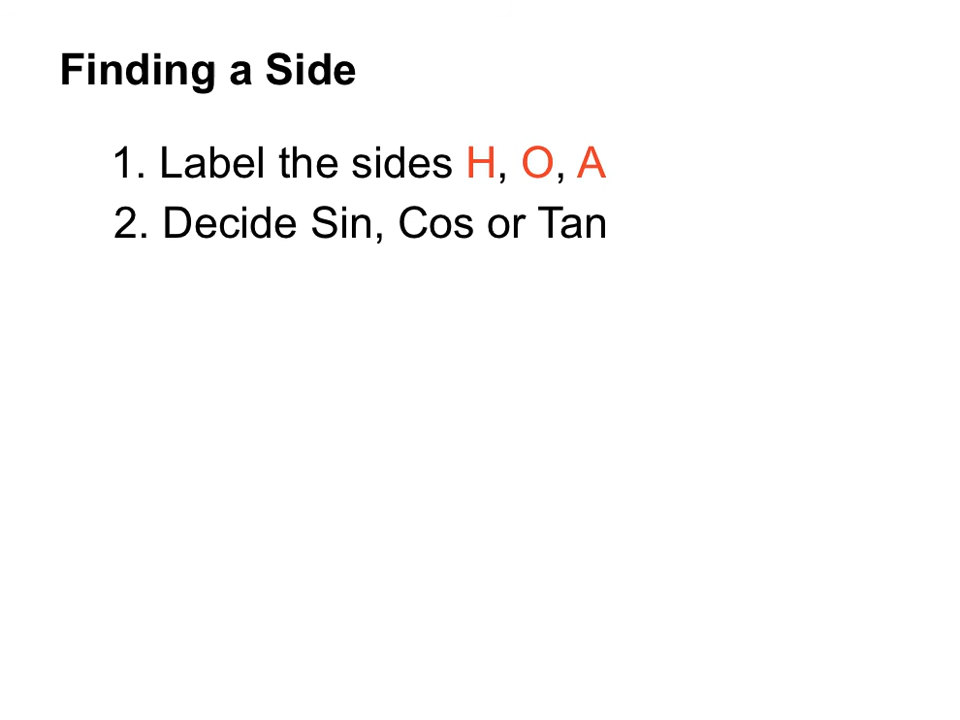 Finding a Side
1. Label the sides H, O, A
2. Decide Sin, Cos or Tan